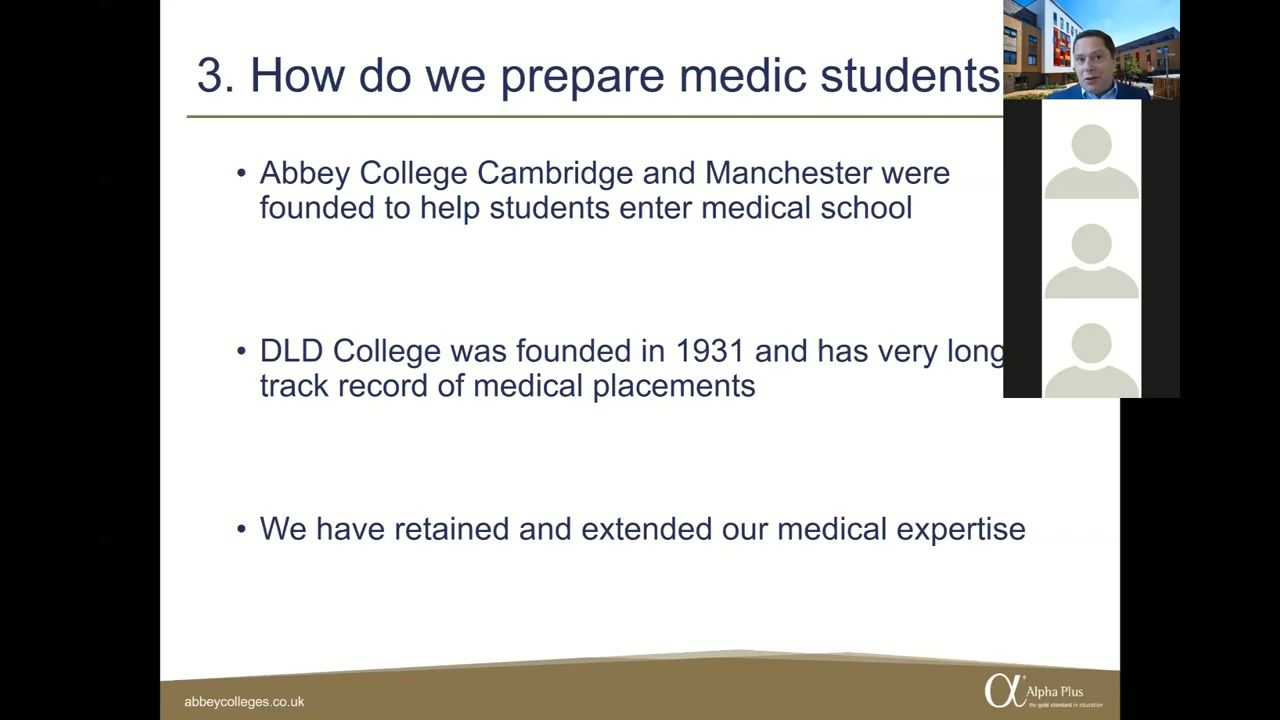 3. How do we prepare medic students
• Abbey College Cambridge and Manchester were
founded to help students enter medical school
• DLD College was founded in 1931 and has very long
track record of medical placements
• We have retained and extended our medical expertise
abbeycolleges.co.uk
α+ Alpha Plus
the gold standard in education